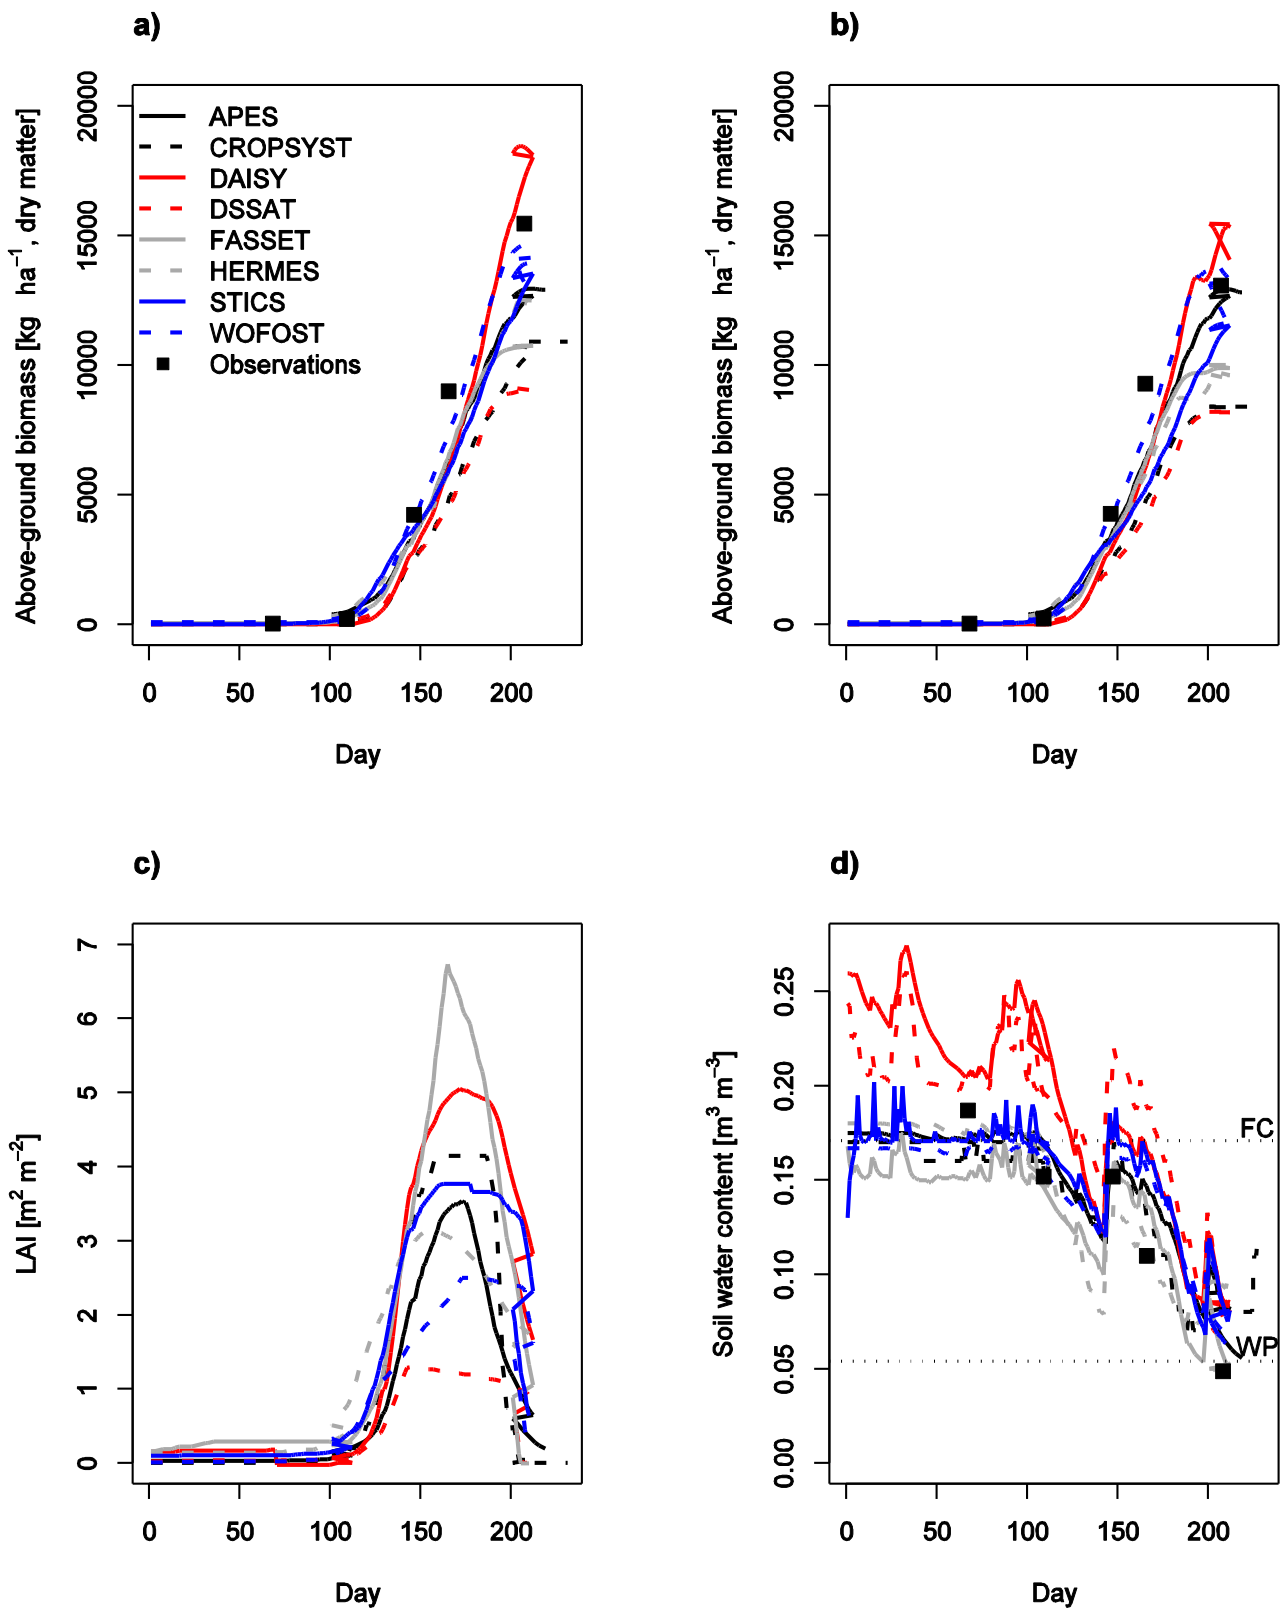 a)
Above-ground biomass [kg ha⁻¹, dry matter]
20000
15000
10000
5000
0
APES
CROPSYST
DAISY
DSSAT
FASSET
HERMES
STICS
WOFOST
Observations
0 50 100 150 200
Day
b)
Above-ground biomass [kg ha⁻¹, dry matter]
20000
15000
10000
5000
0
0 50 100 150 200
Day
c)
LAI [m² m⁻²]
7
6
5
4
3
2
1
0
0 50 100 150 200
Day
d)
Soil water content [m³ m⁻³]
0.25
0.20
0.15
0.10
0.05
0.00
FC
WP
0 50 100 150 200
Day